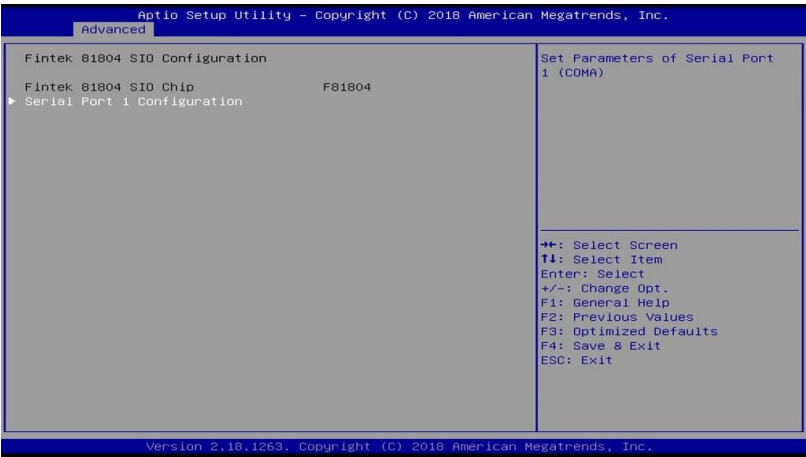 Aptio Setup Utility – Copyright (C) 2018 American Megatrends, Inc.
Advanced
Fintek 81804 SIO Configuration
Fintek 81804 SIO Chip F81804
▶ Serial Port 1 Configuration
Set Parameters of Serial Port
1 (COMA)
→←: Select Screen
↑↓: Select Item
Enter: Select
+/-: Change Opt.
F1: General Help
F2: Previous Values
F3: Optimized Defaults
F4: Save & Exit
ESC: Exit
Version 2.18.1263. Copyright (C) 2018 American Megatrends, Inc.